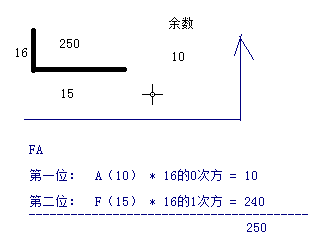 余数
16 250 10
15
FA
第一位： A（10） * 16的0次方 = 10
第二位： F（15） * 16的1次方 = 240
250